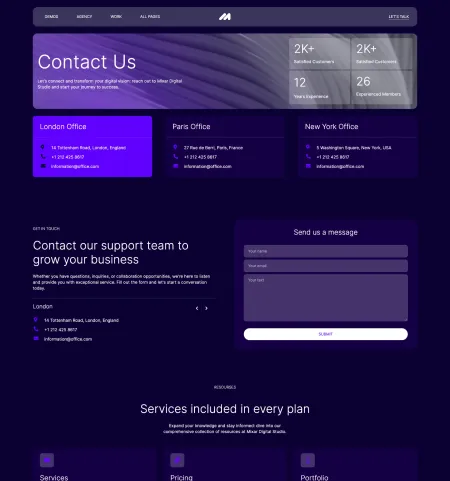 DEMOS AGENCY WORK ALL PAGES LET'S TALK
Contact Us
Let's connect and transform your digital vision: reach out to Mixar Digital
Studio and start your journey to success.
2K+
Satisfied Customers
2K+
Satisfied Customers
12
Years Experience
26
Experienced Mentors
London Office
14 Tottenham Road, London, England
+1 212 425 8617
information@office.com
Paris Office
27 Rue de Berri, Paris, France
+1 212 425 8617
information@office.com
New York Office
5 Washington Square, New York, USA
+1 212 425 8617
information@office.com
GET IN TOUCH
Contact our support team to
grow your business
Whether you have questions, inquiries, or collaboration opportunities, we're here to listen
and provide you with exceptional service. Fill out the form and let's start a conversation
today.
London
14 Tottenham Road, London, England
+1 212 425 8617
information@office.com
Send us a message
Your name
Your email
Your text
SUBMIT
RESOURSES
Services included in every plan
Expand your knowledge and stay informed: dive into our
comprehensive collection of resources at Mixar Digital Studio.
Services
Pricing
Portfolio